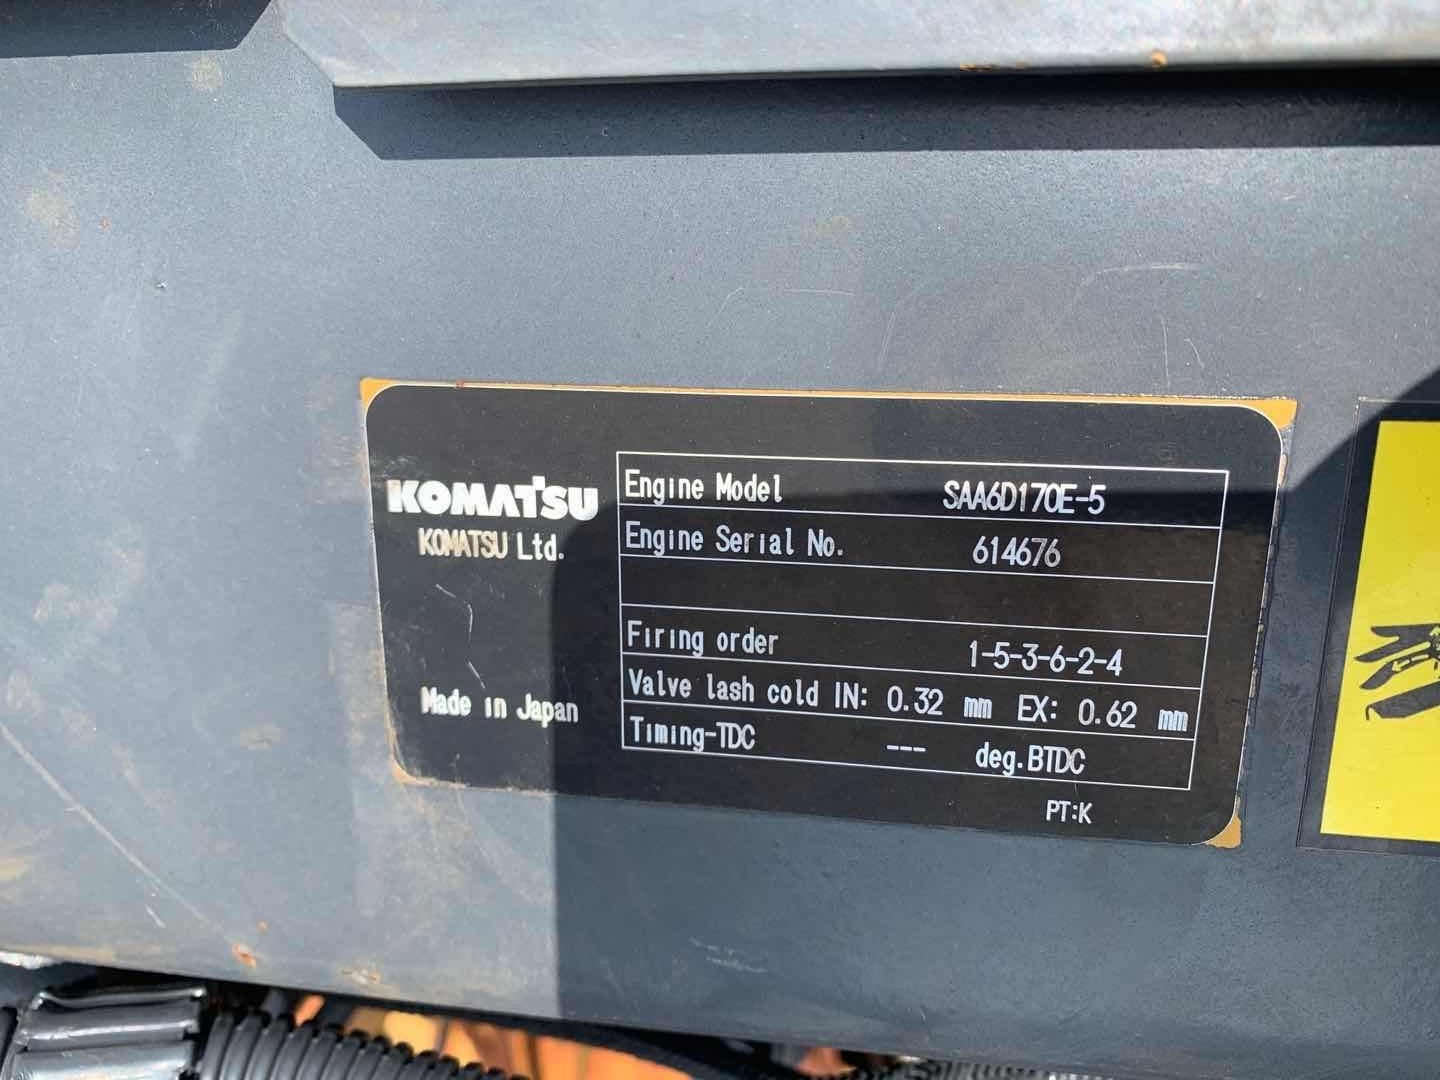 KOMATSU
KOMATSU Ltd.
Made in Japan
Engine Model SAA6D170E-5
Engine Serial No. 614676
Firing order 1-5-3-6-2-4
Valve lash cold IN: 0.32 mm EX: 0.62 mm
Timing-TDC --- deg.BTDC
PT:K